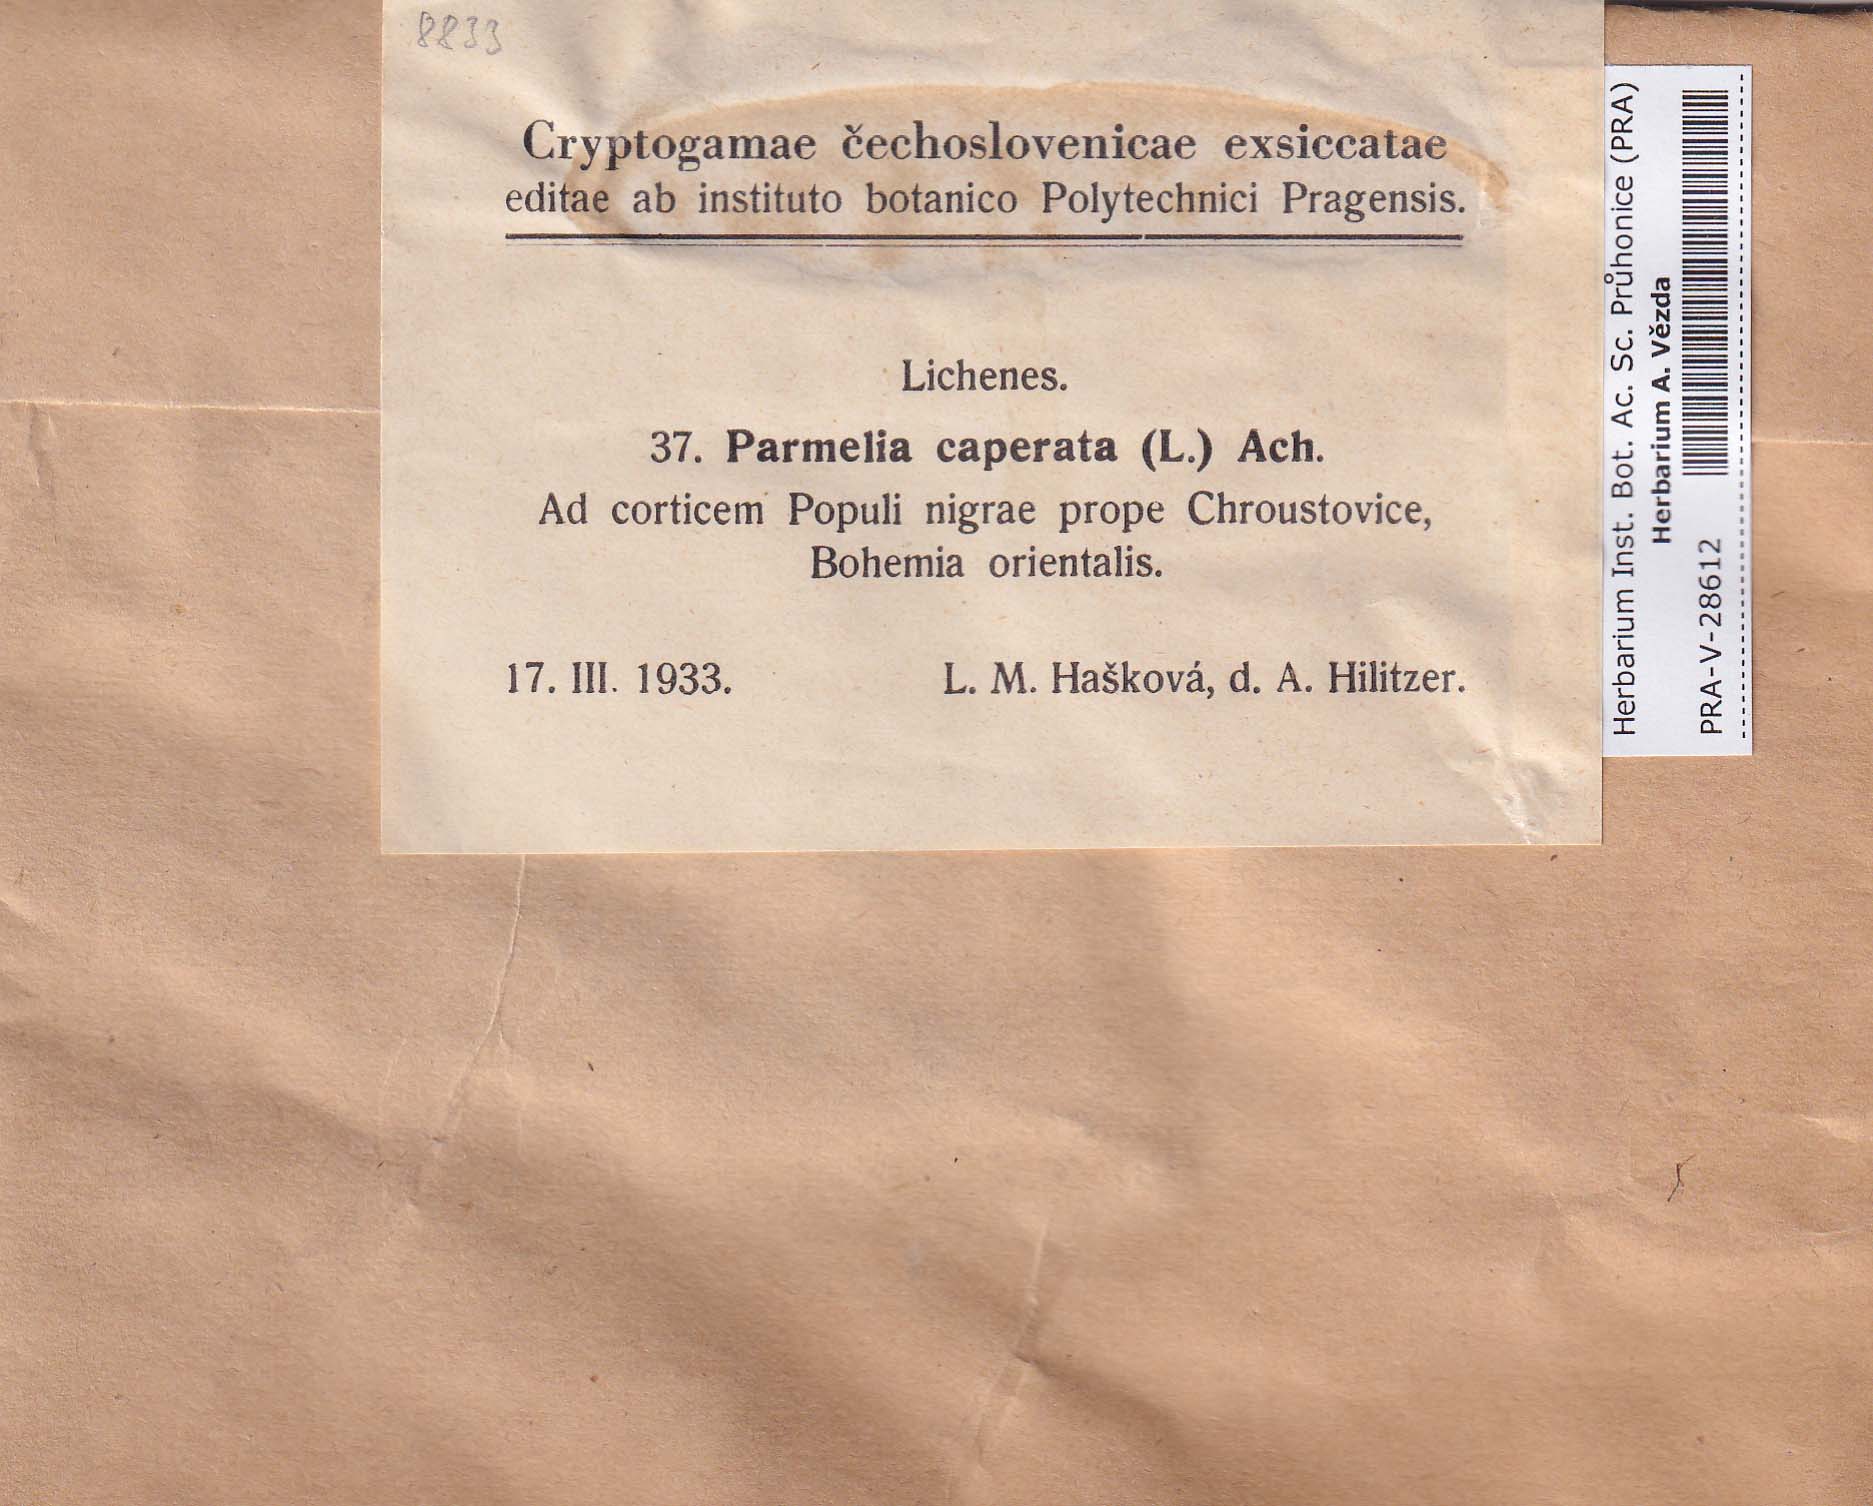 8833
Cryptogamae čechoslovenicae exsiccatae
editae ab instituto botanico Polytechnici Pragensis.
Lichenes.
37. Parmelia caperata (L.) Ach.
Ad corticem Populi nigrae prope Chroustovice,
Bohemia orientalis.
17. III. 1933. L. M. Hašková, d. A. Hilitzer.
Herbarium Inst. Bot. Ac. Sc. Průhonice (PRA)
Herbarium A. Vězda
PRA-V-28612